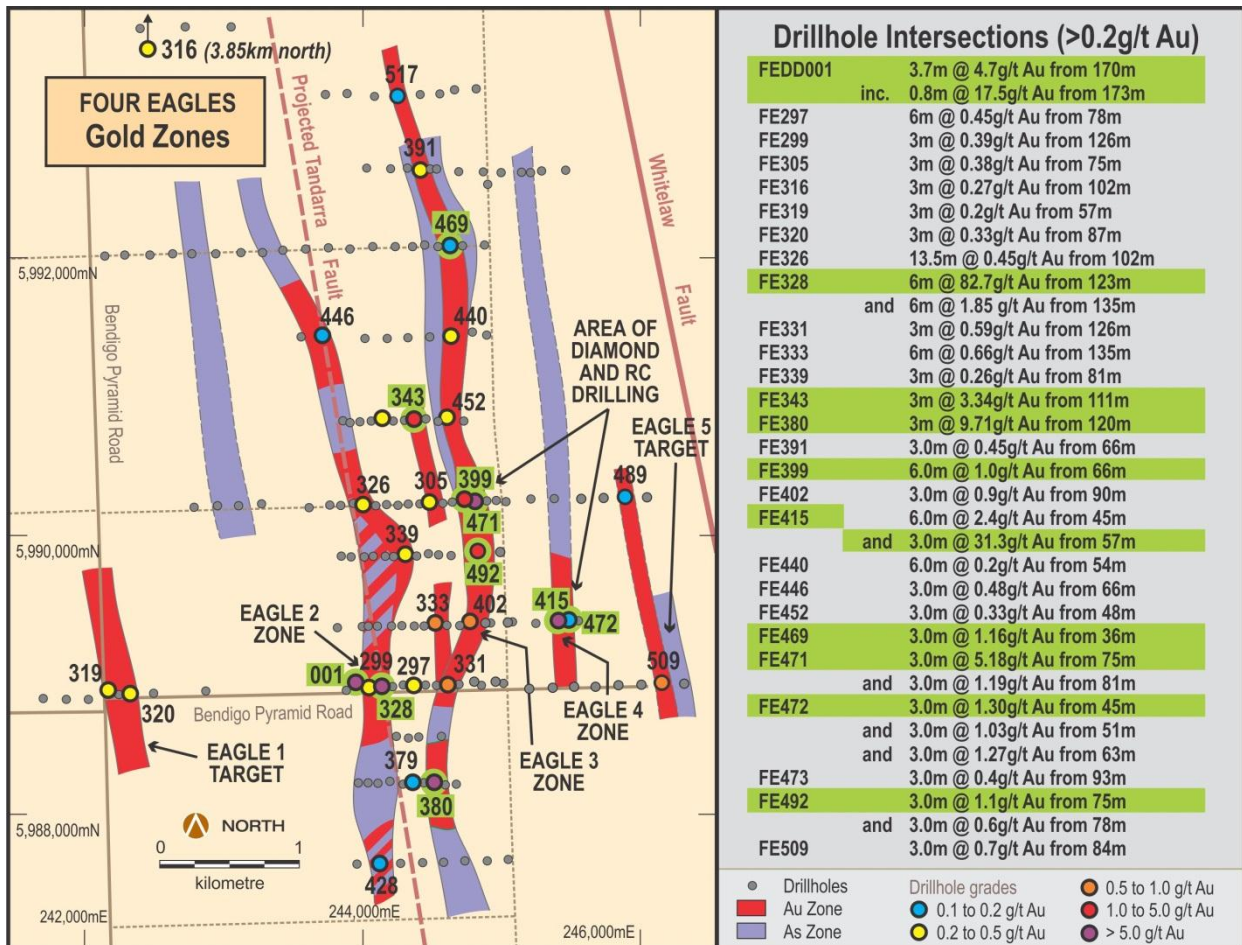 316 (3.85km north)
FOUR EAGLES
Gold Zones
517
391
469
Projected Tandarra
Fault
Whitelaw
Fault
5,992,000mN
Bendigo Pyramid Road
446
440
AREA OF
DIAMOND
AND RC
DRILLING
343
452
EAGLE 5
TARGET
326
305
399
489
471
5,990,000mN
339
492
EAGLE 2
ZONE
333
402
415
472
001
299
297
331
509
319
320
328
Bendigo Pyramid Road
EAGLE 4
ZONE
EAGLE 1
TARGET
379
EAGLE 3
ZONE
380
NORTH
5,988,000mN
0
1
kilometre
428
242,000mE
244,000mE
246,000mE
Drillhole Intersections (>0.2g/t Au)
FEDD001 3.7m @ 4.7g/t Au from 170m
inc. 0.8m @ 17.5g/t Au from 173m
FE297 6m @ 0.45g/t Au from 78m
FE299 3m @ 0.39g/t Au from 126m
FE305 3m @ 0.38g/t Au from 75m
FE316 3m @ 0.27g/t Au from 102m
FE319 3m @ 0.2g/t Au from 57m
FE320 3m @ 0.33g/t Au from 87m
FE326 13.5m @ 0.45g/t Au from 102m
FE328 6m @ 82.7g/t Au from 123m
and 6m @ 1.85 g/t Au from 135m
FE331 3m @ 0.59g/t Au from 126m
FE333 6m @ 0.66g/t Au from 135m
FE339 3m @ 0.26g/t Au from 81m
FE343 3m @ 3.34g/t Au from 111m
FE380 3m @ 9.71g/t Au from 120m
FE391 3.0m @ 0.45g/t Au from 66m
FE399 6.0m @ 1.0g/t Au from 66m
FE402 3.0m @ 0.9g/t Au from 90m
FE415 6.0m @ 2.4g/t Au from 45m
and 3.0m @ 31.3g/t Au from 57m
FE440 6.0m @ 0.2g/t Au from 54m
FE446 3.0m @ 0.48g/t Au from 66m
FE452 3.0m @ 0.33g/t Au from 48m
FE469 3.0m @ 1.16g/t Au from 36m
FE471 3.0m @ 5.18g/t Au from 75m
and 3.0m @ 1.19g/t Au from 81m
FE472 3.0m @ 1.30g/t Au from 45m
and 3.0m @ 1.03g/t Au from 51m
and 3.0m @ 1.27g/t Au from 63m
FE473 3.0m @ 0.4g/t Au from 93m
FE492 3.0m @ 1.1g/t Au from 75m
and 3.0m @ 0.6g/t Au from 78m
FE509 3.0m @ 0.7g/t Au from 84m
Drillholes
Au Zone
As Zone
Drillhole grades
0.1 to 0.2 g/t Au
0.2 to 0.5 g/t Au
0.5 to 1.0 g/t Au
1.0 to 5.0 g/t Au
> 5.0 g/t Au